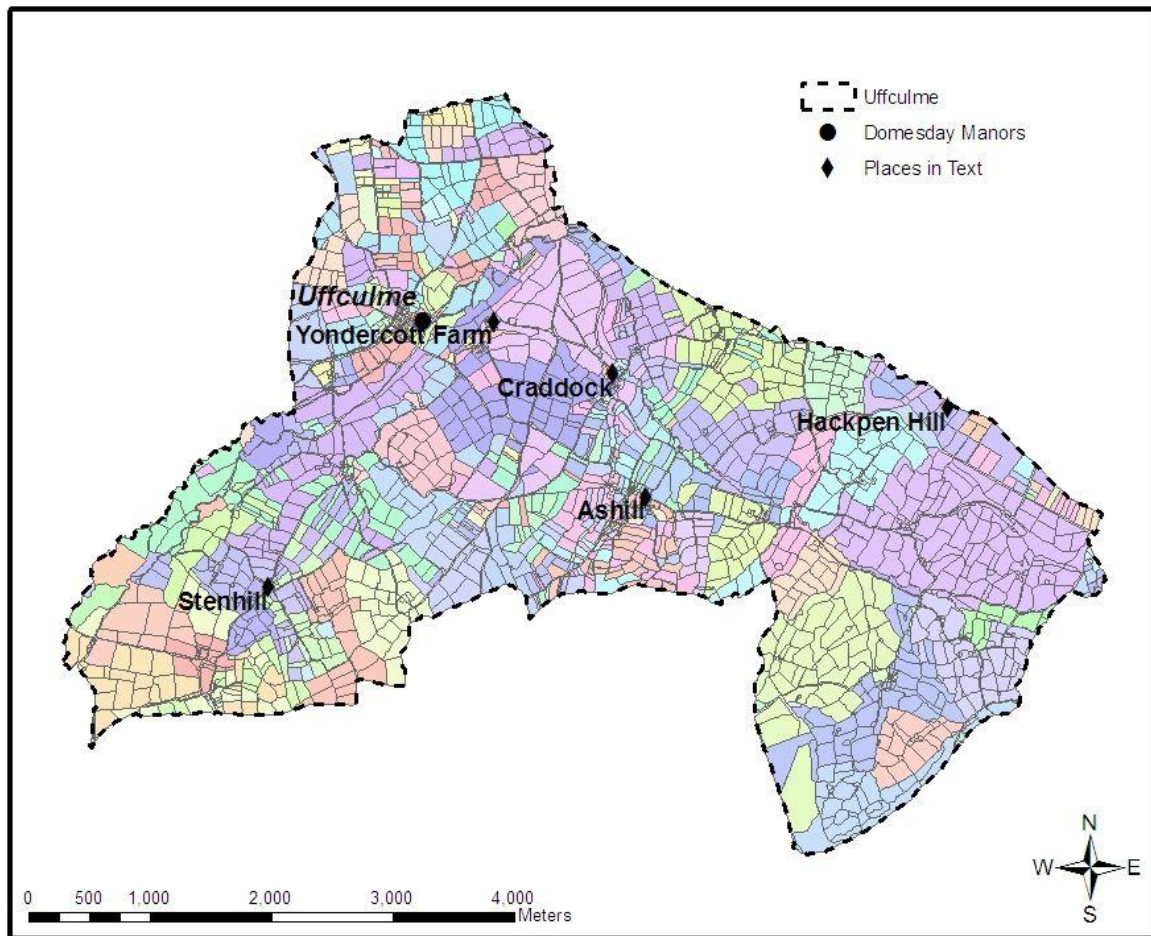 Uffculme
Domesday Manors
Places in Text
Uffculme
Yondercott Farm
Craddock
Hackpen Hill
Ashill
Stenhill
N
W E
S
0 500 1,000 2,000 3,000 4,000
Meters